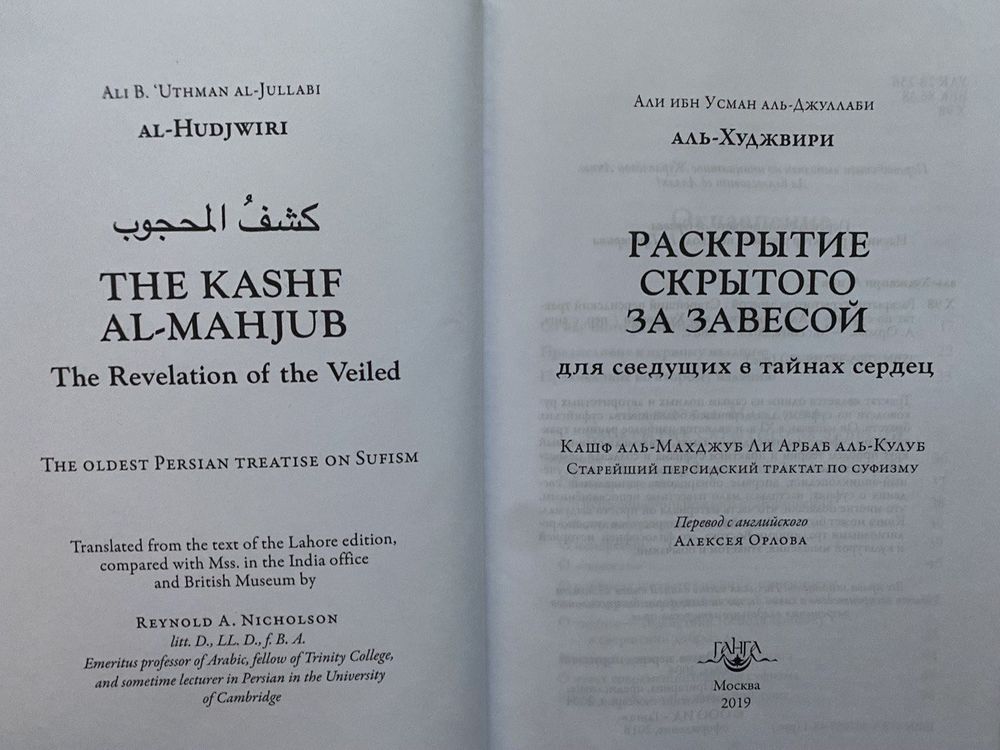 Ali B. ‘Uthman al-Jullabi
al-Hudjwiri
كشفُ المحجوب
THE KASHF
AL-MAHJUB
The Revelation of the Veiled
The oldest Persian treatise on Sufism
Translated from the text of the Lahore edition,
compared with Mss. in the India office
and British Museum by
Reynold A. Nicholson
litt. D., LL. D., f. B. A.
Emeritus professor of Arabic, fellow of Trinity College,
and sometime lecturer in Persian in the University
of Cambridge
Али ибн Усман аль-Джуллаби
аль-Худжвири
РАСКРЫТИЕ
СКРЫТОГО
ЗА ЗАВЕСОЙ
для сведущих в тайнах сердец
Кашф аль-Махджуб Ли Арбаб аль-Кулуб
Старейший персидский трактат по суфизму
Перевод с английского
Алексея Орлова
ГАНГА
Москва
2019